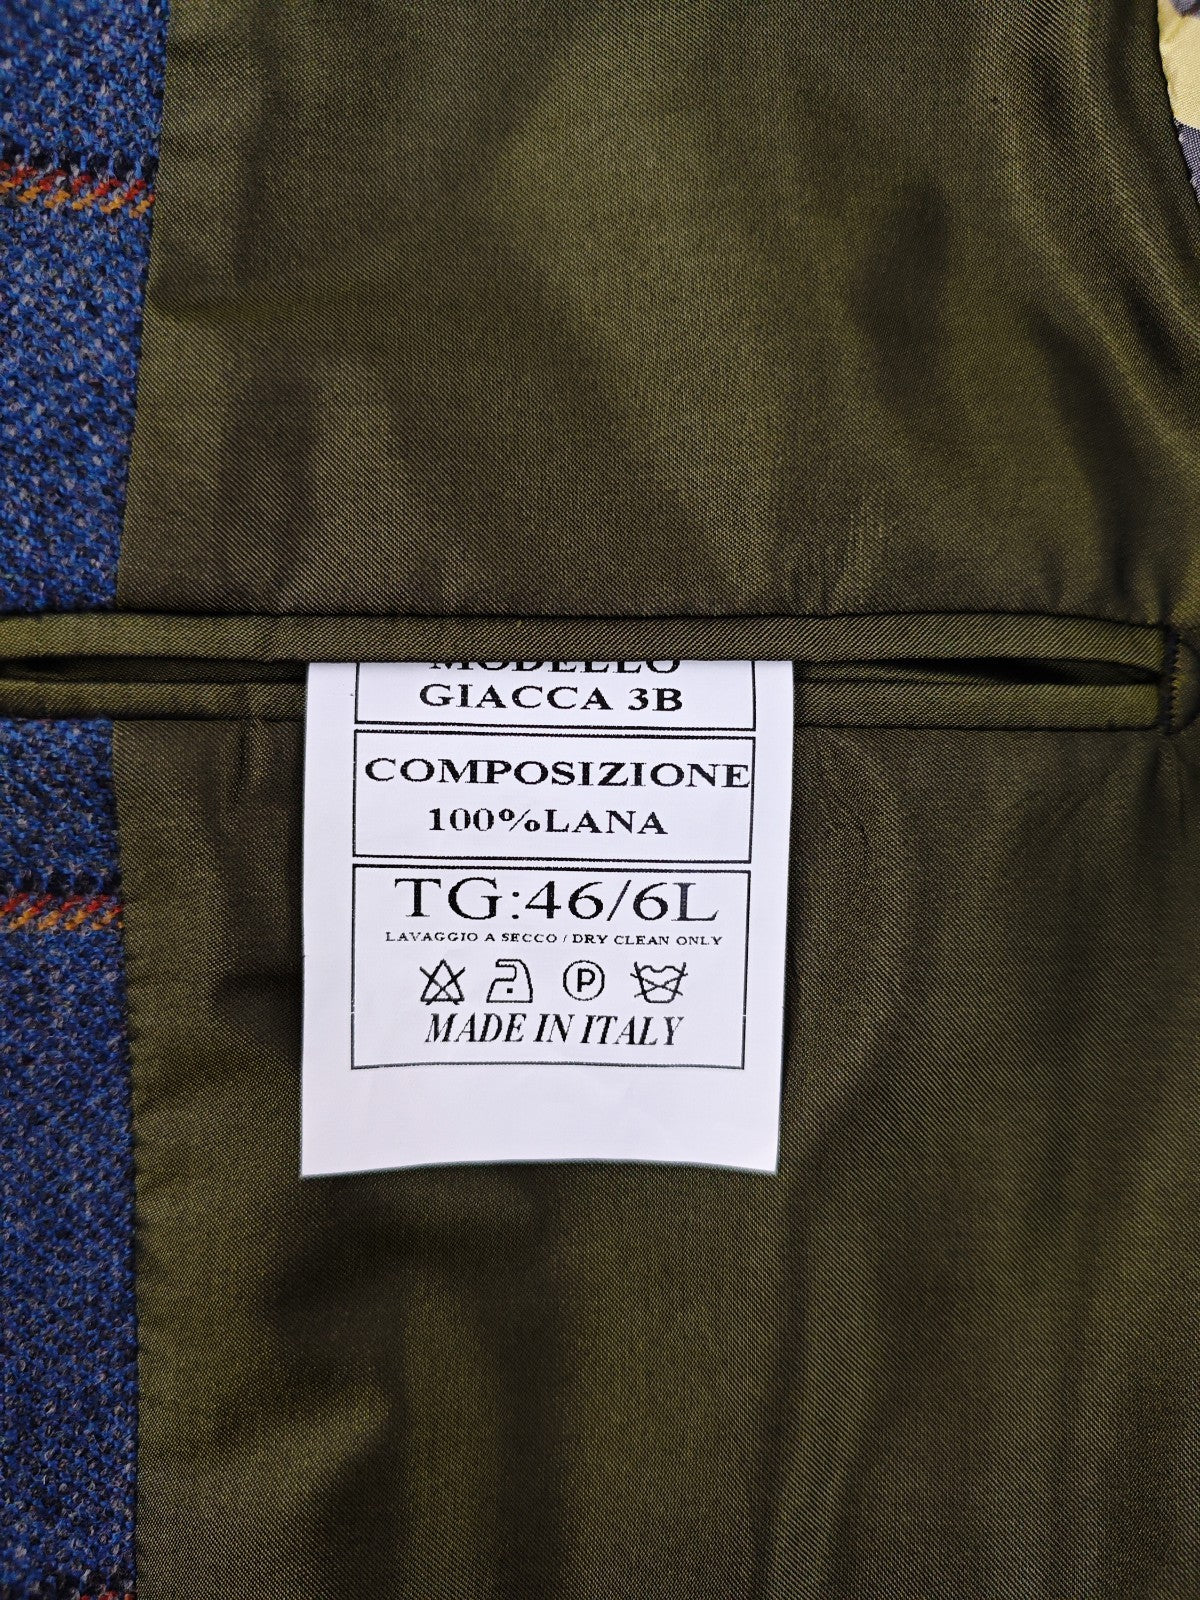 MODELLO
GIACCA 3B
COMPOSIZIONE
100%LANA
TG:46/6L
LAVAGGIO A SECCO / DRY CLEAN ONLY
P
MADE IN ITALY